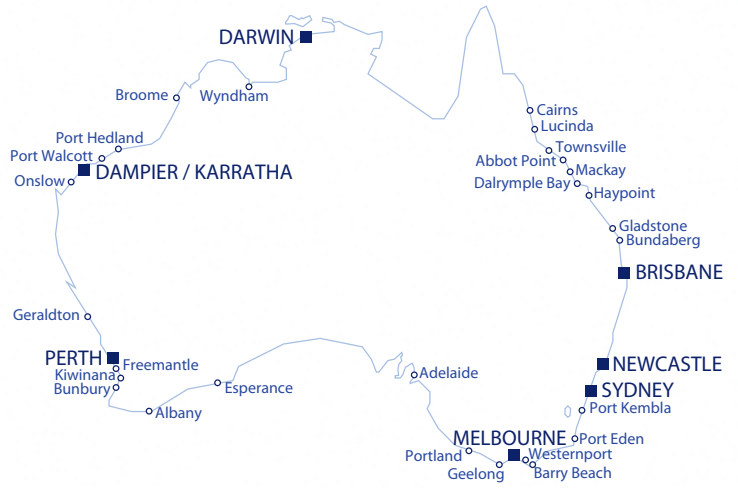 DARWIN
Broome
Wyndham
Cairns
Lucinda
Port Hedland
Townsville
Port Walcott
Abbot Point
DAMPIER / KARRATHA
Mackay
Onslow
Dalrymple Bay
Haypoint
Gladstone
Bundaberg
BRISBANE
Geraldton
PERTH
Freemantle
NEWCASTLE
Kiwinana
Adelaide
Bunbury
Esperance
SYDNEY
Albany
Port Kembla
MELBOURNE
Port Eden
Portland
Westernport
Geelong
Barry Beach